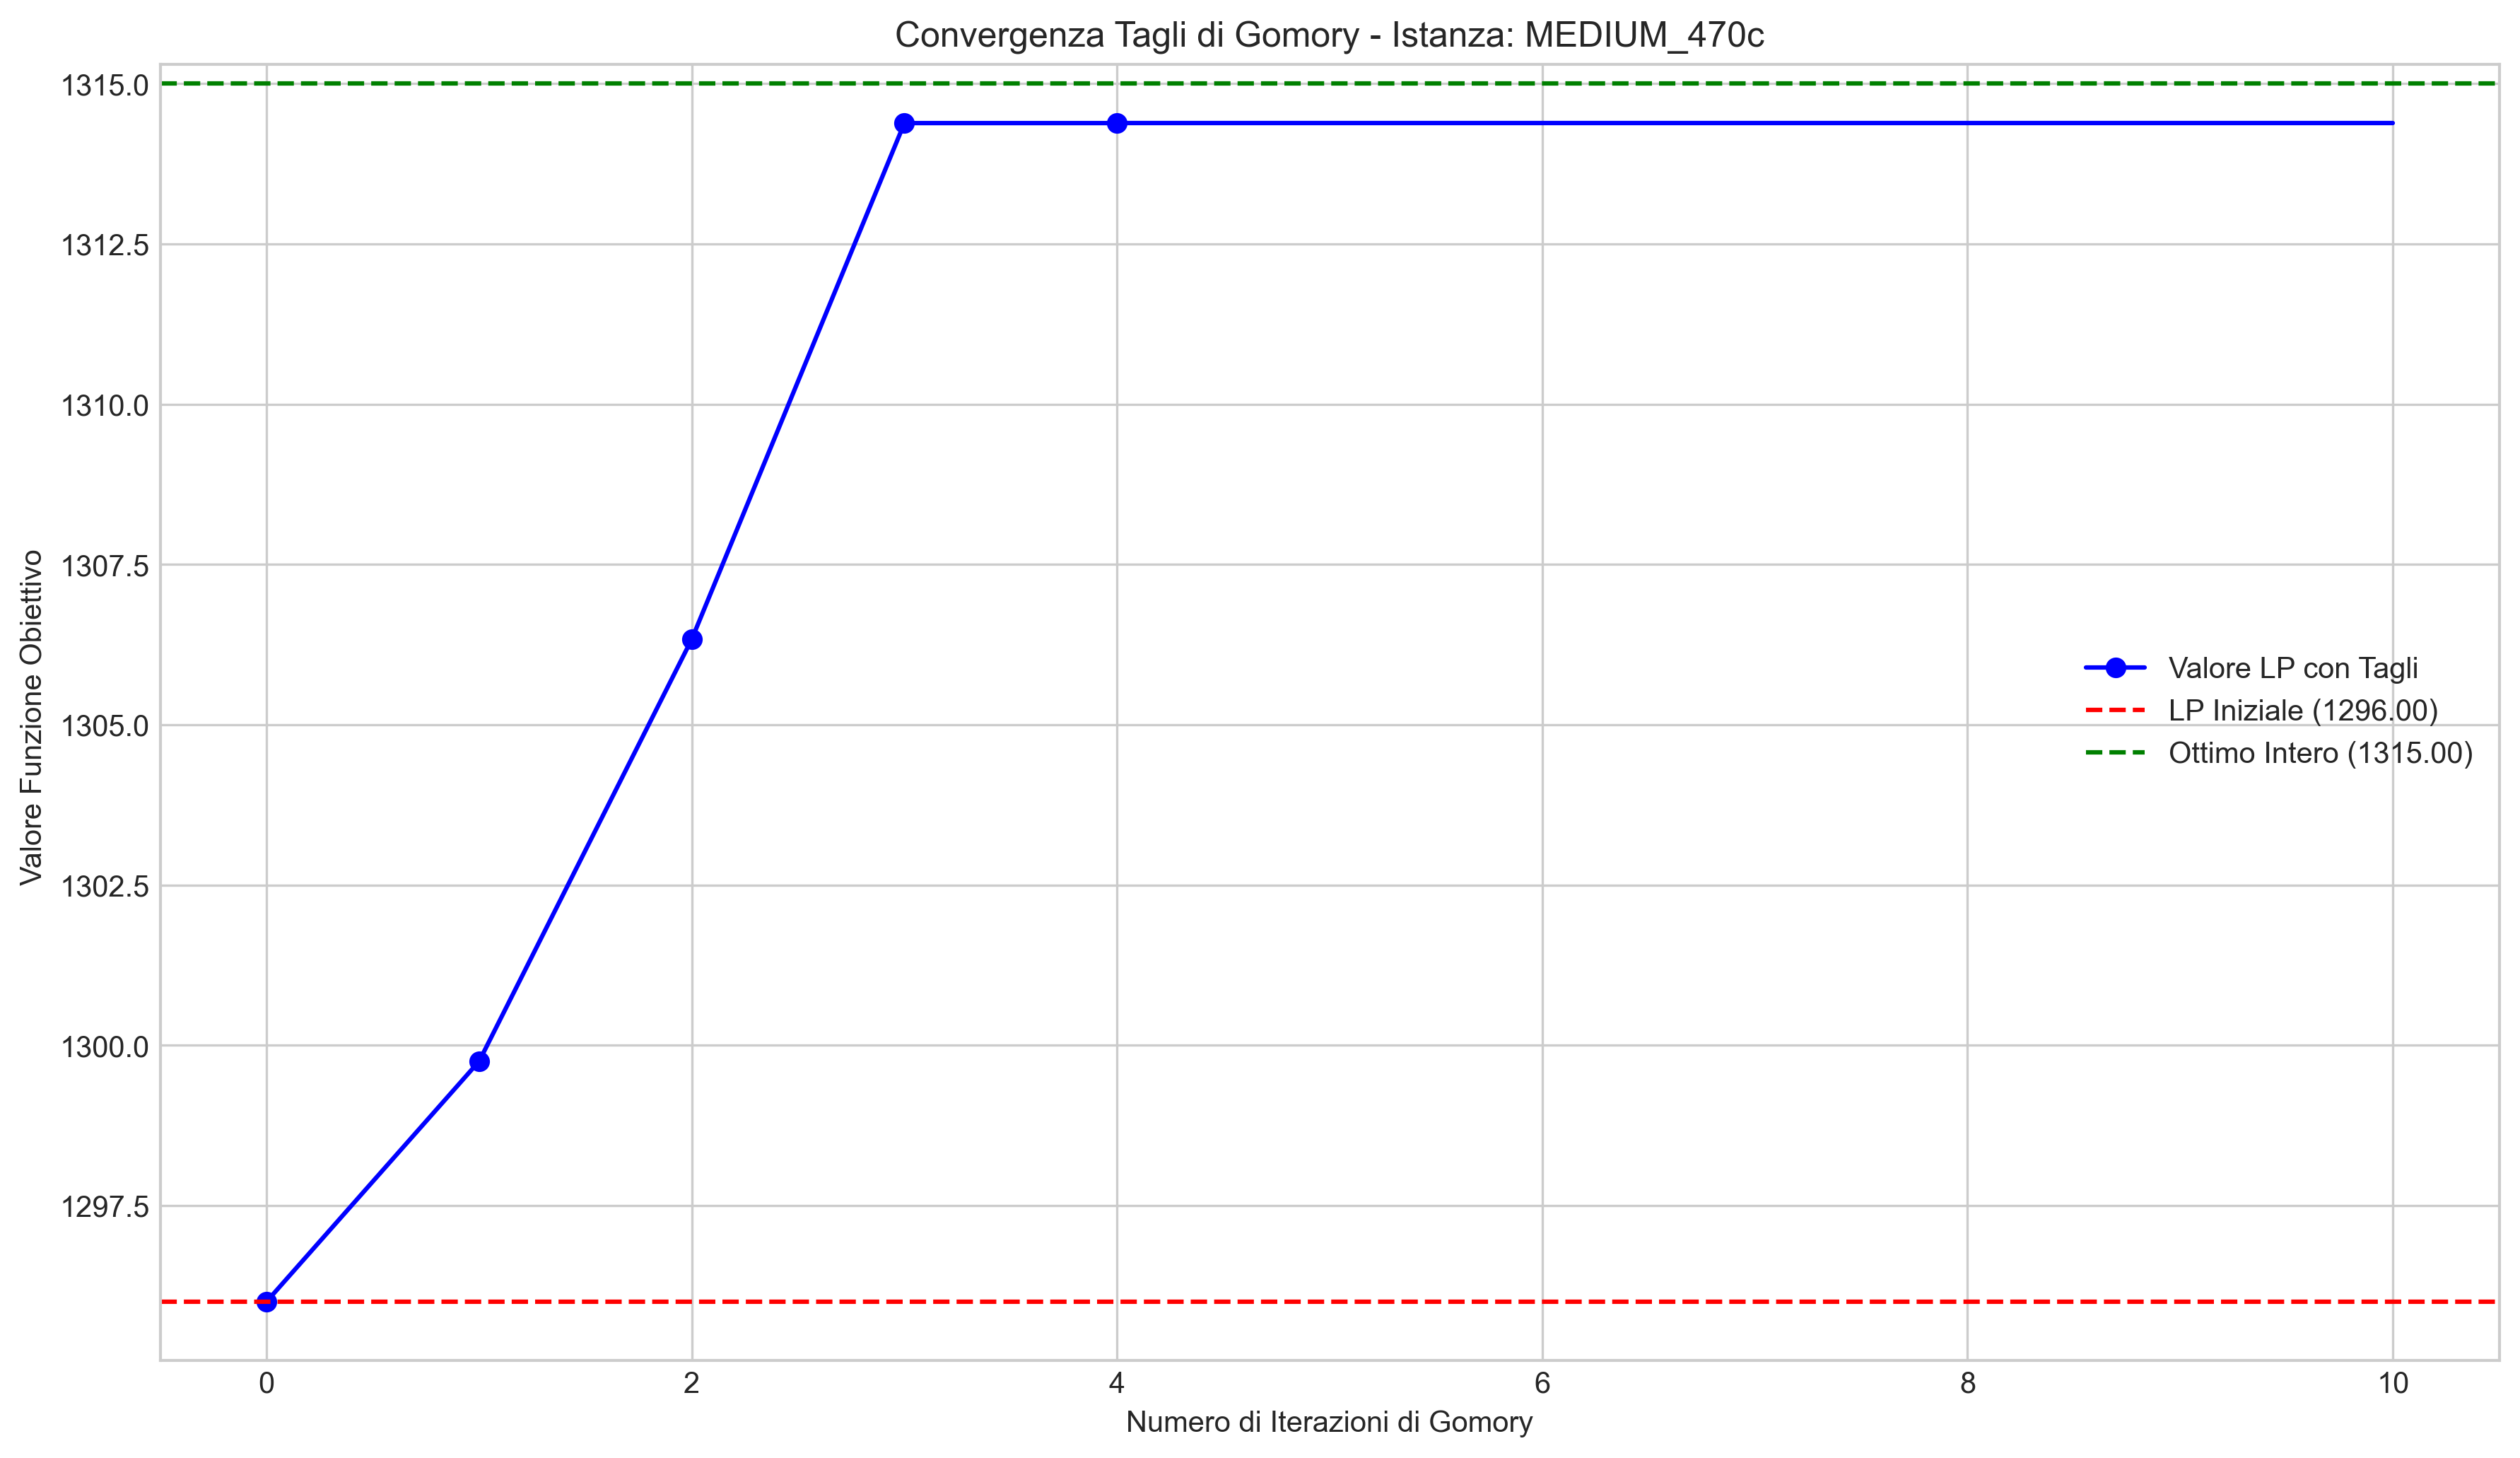 Convergenza Tagli di Gomory - Istanza: MEDIUM_470c
1315.0
1312.5
1310.0
1307.5
1305.0
1302.5
1300.0
1297.5
Valore Funzione Obiettivo
Valore LP con Tagli
LP Iniziale (1296.00)
Ottimo Intero (1315.00)
0 2 4 6 8 10
Numero di Iterazioni di Gomory